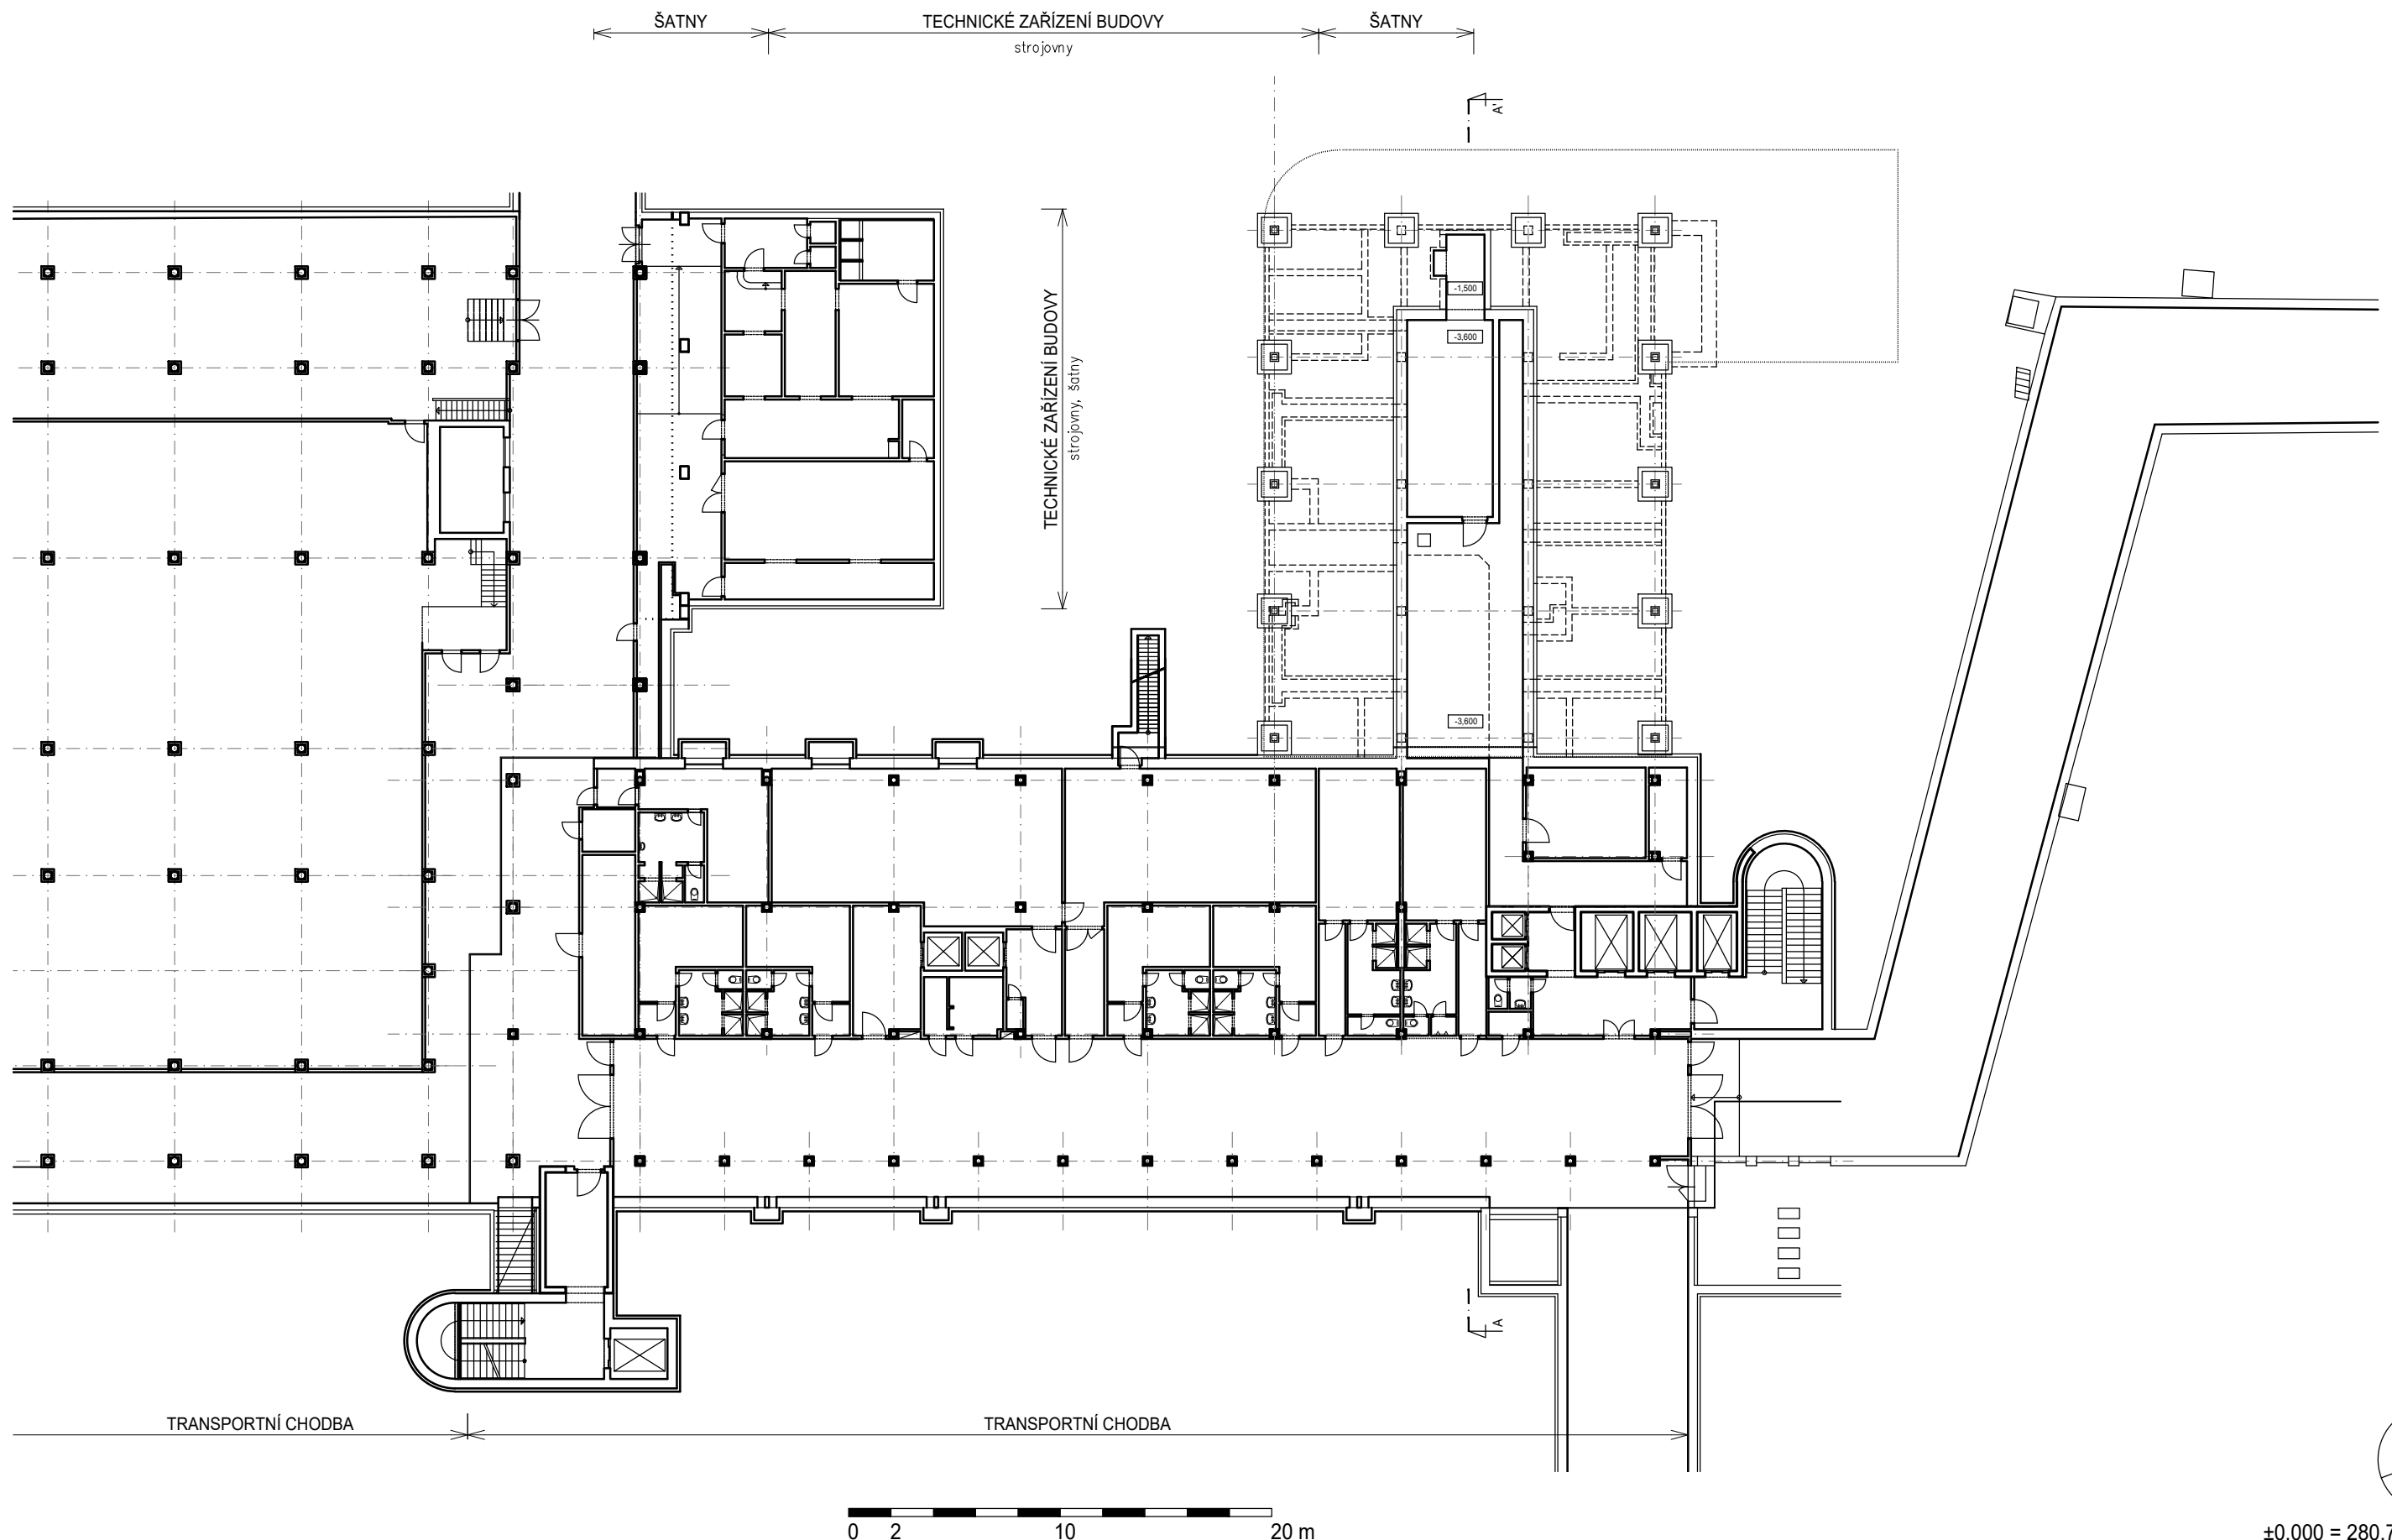 ŠATNY
TECHNICKÉ ZAŘÍZENÍ BUDOVY
ŠATNY
strojovny
A'
-1,500
-3,600
TECHNICKÉ ZAŘÍZENÍ BUDOVY
strojovny, šatny
-3,600
A
TRANSPORTNÍ CHODBA
TRANSPORTNÍ CHODBA
0 2 10 20 m
±0,000 = 280,7